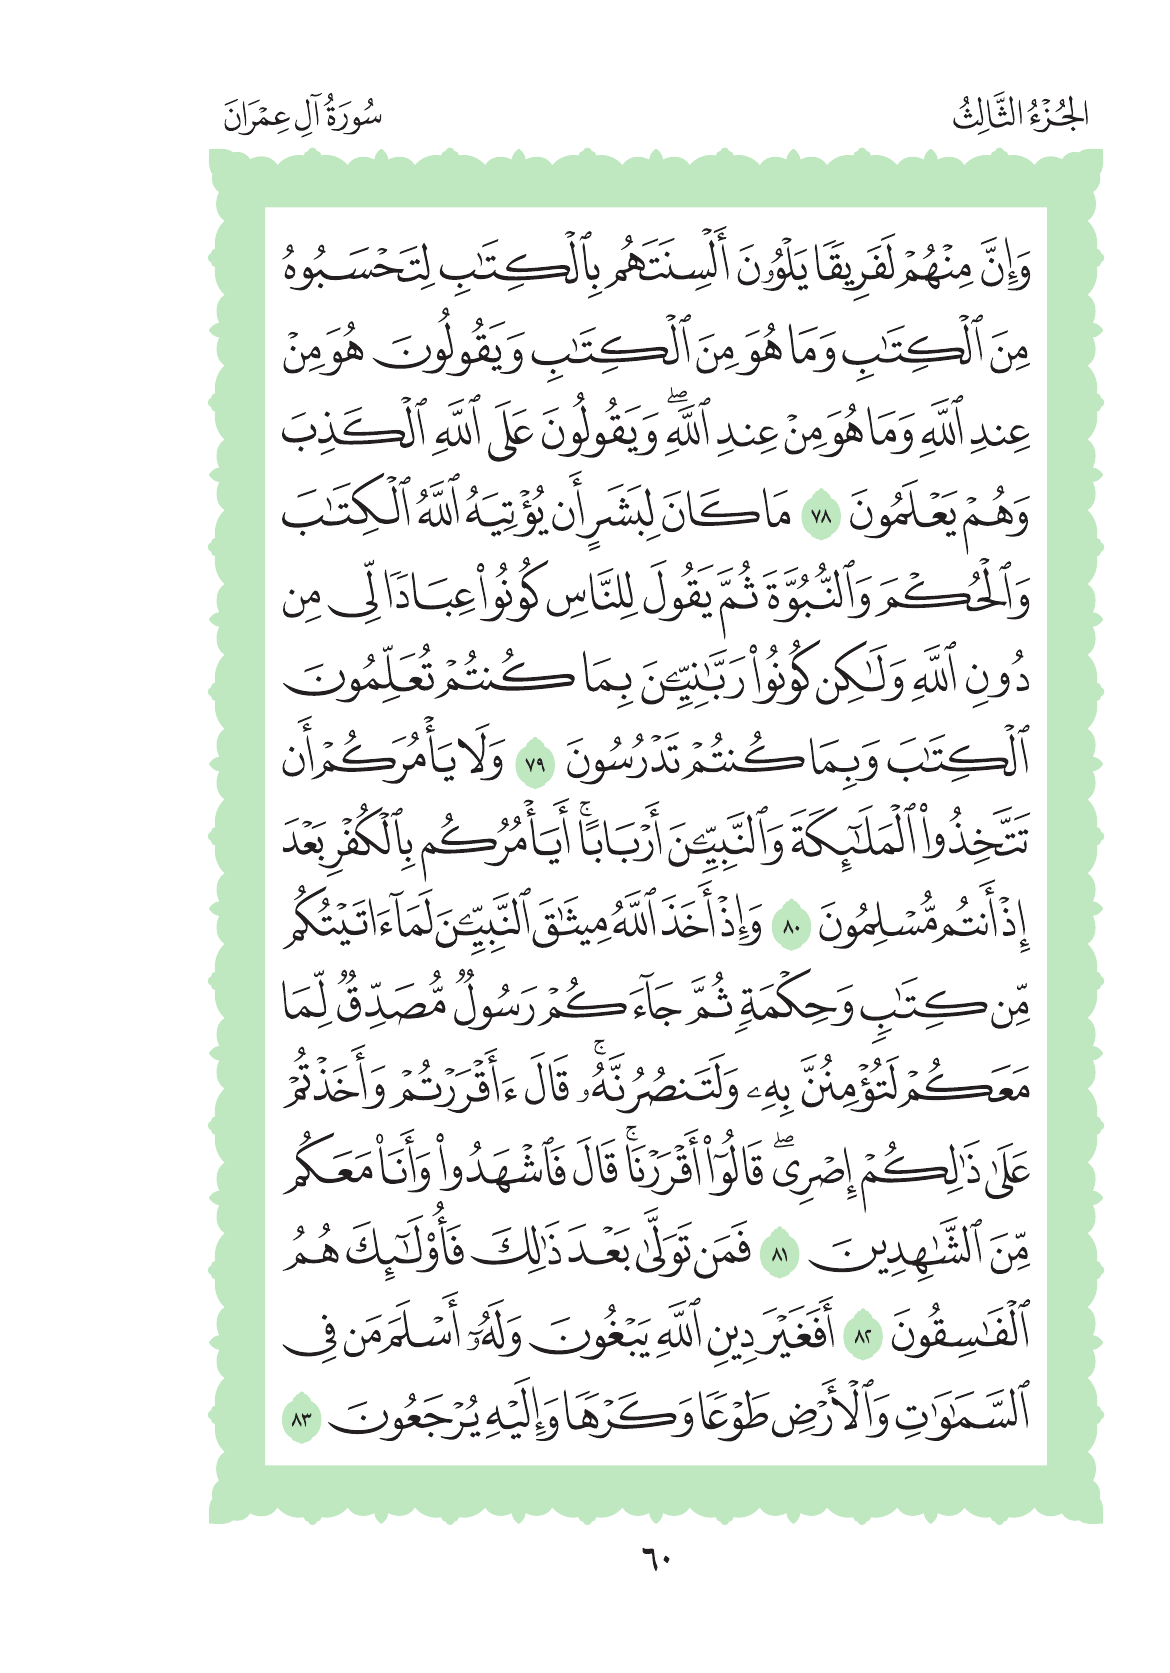 الجُزْءُ الثَّالِثُ
سُورَةُ آلِ عِمْرَانَ
وَإِنَّ مِنْهُمْ لَفَرِيقًا يَلْوُۥنَ أَلْسِنَتَهُم بِٱلْكِتَٰبِ لِتَحْسَبُوهُ
مِنَ ٱلْكِتَٰبِ وَمَا هُوَ مِنَ ٱلْكِتَٰبِ وَيَقُولُونَ هُوَ مِنْ
عِندِ ٱللَّهِ وَمَا هُوَ مِنْ عِندِ ٱللَّهِۖ وَيَقُولُونَ عَلَى ٱللَّهِ ٱلْكَذِبَ
وَهُمْ يَعْلَمُونَ ٧٨ مَا كَانَ لِبَشَرٍ أَن يُؤْتِيَهُ ٱللَّهُ ٱلْكِتَٰبَ
وَٱلْحُكْمَ وَٱلنُّبُوَّةَ ثُمَّ يَقُولَ لِلنَّاسِ كُونُوا۟ عِبَادًا لِّى مِن
دُونِ ٱللَّهِ وَلَٰكِن كُونُوا۟ رَبَّٰنِيِّۦنَ بِمَا كُنتُمْ تُعَلِّمُونَ
ٱلْكِتَٰبَ وَبِمَا كُنتُمْ تَدْرُسُونَ ٧٩ وَلَا يَأْمُرَكُمْ أَن
تَتَّخِذُوا۟ ٱلْمَلَٰٓئِكَةَ وَٱلنَّبِيِّۦنَ أَرْبَابًاۚ أَيَأْمُرُكُم بِٱلْكُفْرِ بَعْدَ
إِذْ أَنتُم مُّسْلِمُونَ ٨٠ وَإِذْ أَخَذَ ٱللَّهُ مِيثَٰقَ ٱلنَّبِيِّۦنَ لَمَآ ءَاتَيْتُكُم
مِّن كِتَٰبٍ وَحِكْمَةٍ ثُمَّ جَآءَكُمْ رَسُولٌ مُّصَدِّقٌ لِّمَا
مَعَكُمْ لَتُؤْمِنُنَّ بِهِۦ وَلَتَنصُرُنَّهُۥۚ قَالَ ءَأَقْرَرْتُمْ وَأَخَذْتُمْ
عَلَىٰ ذَٰلِكُمْ إِصْرِىۖ قَالُوٓا۟ أَقْرَرْنَاۚ قَالَ فَٱشْهَدُوا۟ وَأَنَا۠ مَعَكُم
مِّنَ ٱلشَّٰهِدِينَ ٨١ فَمَن تَوَلَّىٰ بَعْدَ ذَٰلِكَ فَأُو۟لَٰٓئِكَ هُمُ
ٱلْفَٰسِقُونَ ٨٢ أَفَغَيْرَ دِينِ ٱللَّهِ يَبْغُونَ وَلَهُۥٓ أَسْلَمَ مَن فِى
ٱلسَّمَٰوَٰتِ وَٱلْأَرْضِ طَوْعًا وَكَرْهًا وَإِلَيْهِ يُرْجَعُونَ ٨٣
٦٠